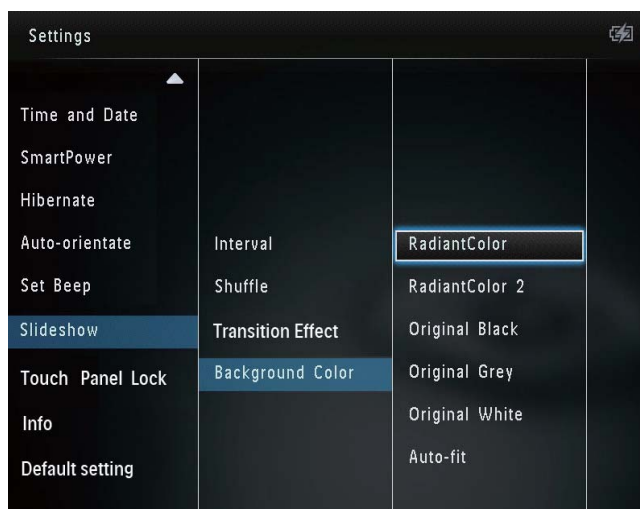 Settings
Time and Date
SmartPower
Hibernate
Auto-orientate
Set Beep
Slideshow
Touch Panel Lock
Info
Default setting
Interval
Shuffle
Transition Effect
Background Color
RadiantColor
RadiantColor 2
Original Black
Original Grey
Original White
Auto-fit